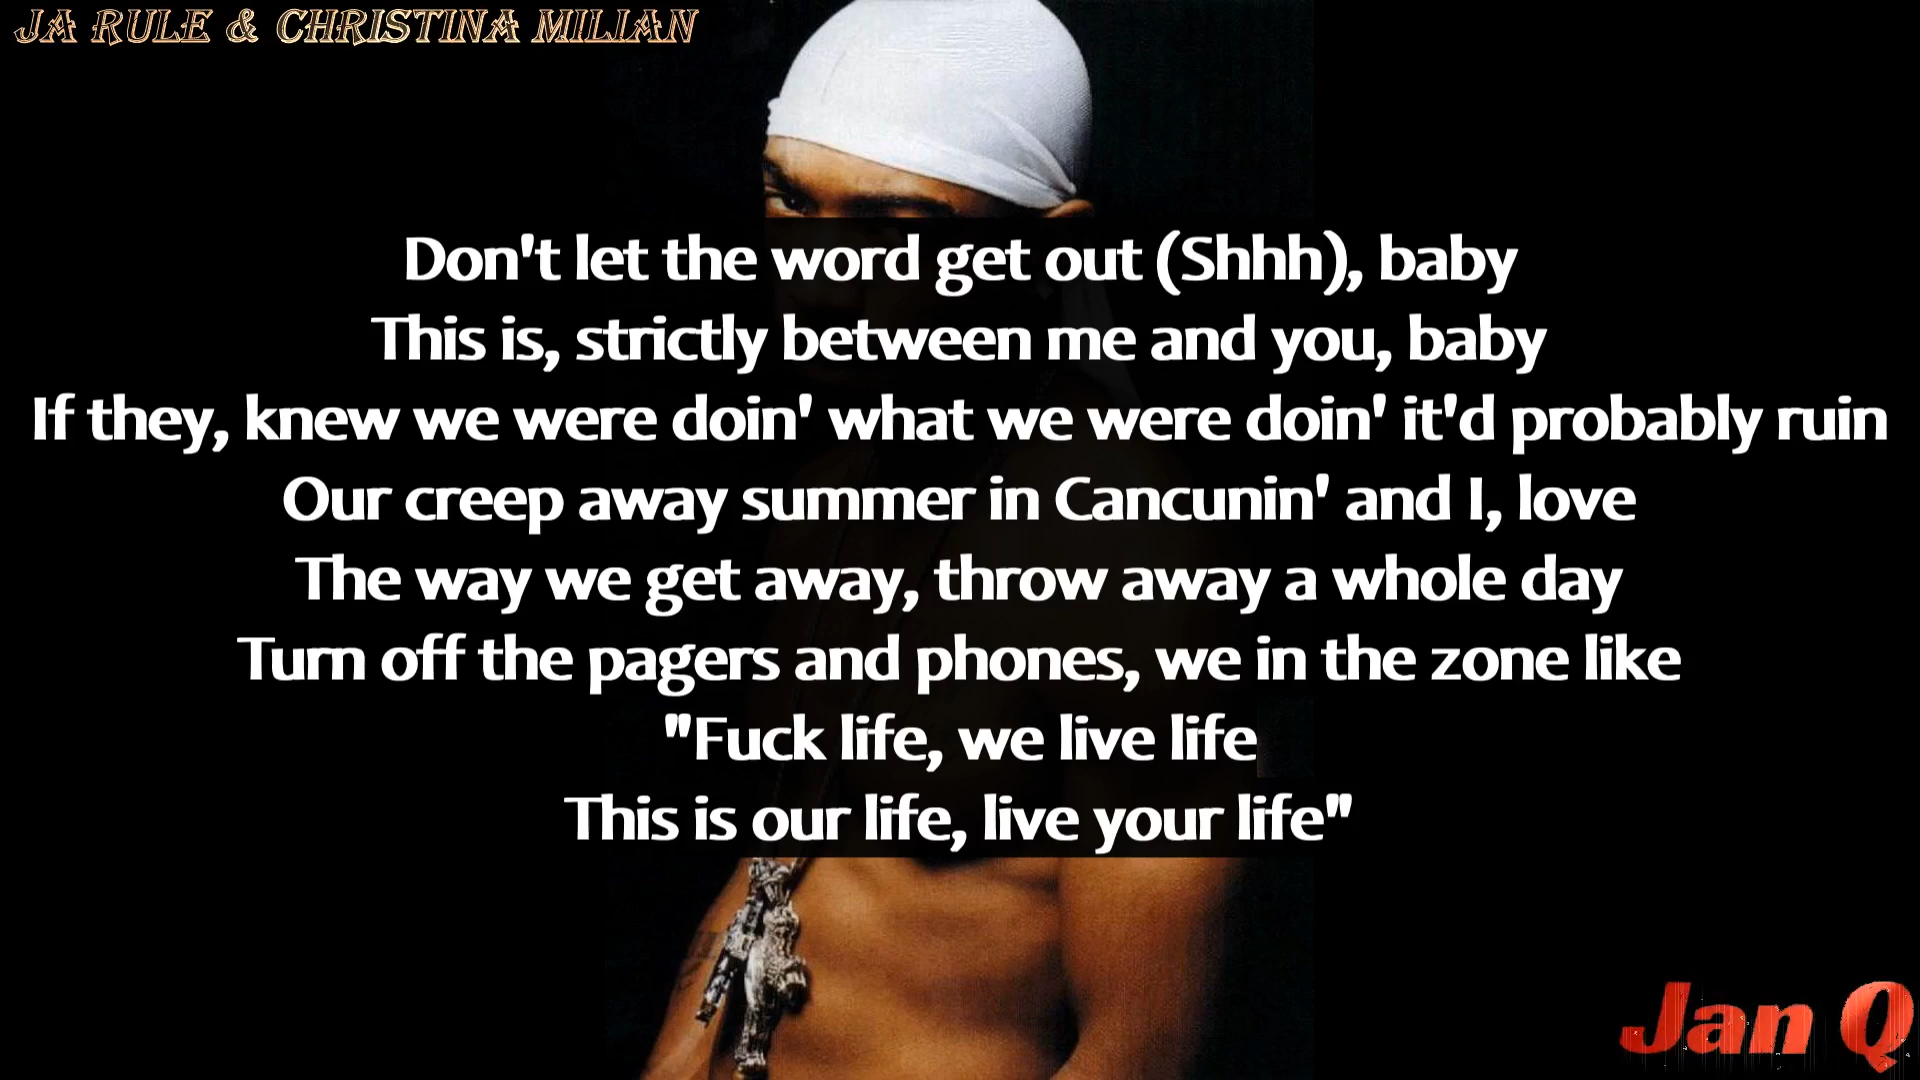 JA RULE & CHRISTINA MILIAN
Don't let the word get out (Shhh), baby
This is, strictly between me and you, baby
If they, knew we were doin' what we were doin' it'd probably ruin
Our creep away summer in Cancunin' and I, love
The way we get away, throw away a whole day
Turn off the pagers and phones, we in the zone like
"Fuck life, we live life
This is our life, live your life"
Jan Q